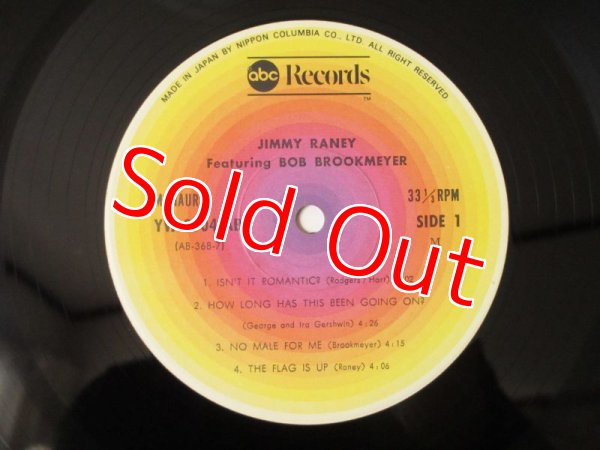 MADE IN JAPAN BY NIPPON COLUMBIA CO., LTD. ALL RIGHT RESERVED
abc Records
TM
JIMMY RANEY
Featuring BOB BROOKMEYER
33 1/3 RPM
SIDE 1
M
(AB-368-7)
1. ISN'T IT ROMANTIC? (Rodgers / Hart)
2. HOW LONG HAS THIS BEEN GOING ON?
(George and Ira Gershwin) 4:26
3. NO MALE FOR ME (Brookmeyer) 4:15
4. THE FLAG IS UP (Raney) 4:06
Sold Out